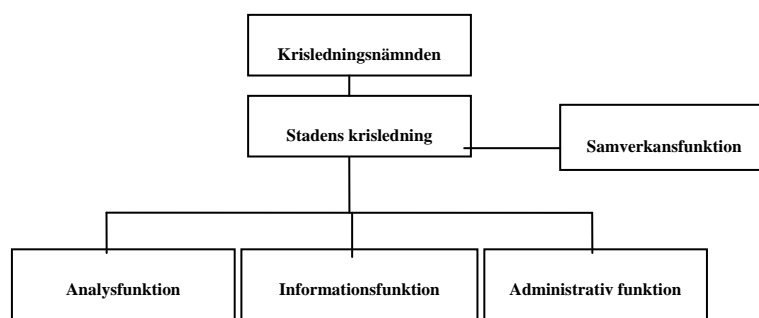 Krisledningsnämnden
Stadens krisledning
Samverkansfunktion
Analysfunktion
Informationsfunktion
Administrativ funktion